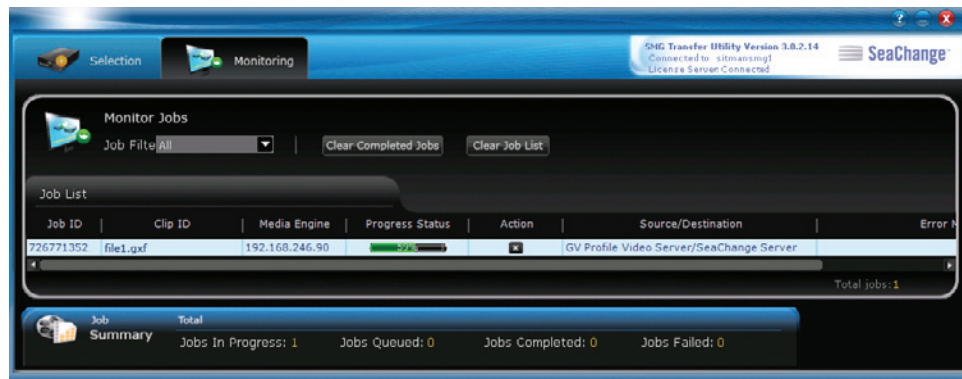 SMG Transfer Utility Version 3.0.2.14
Connected to sitmansmg1
License Server: Connected
SeaChange
Selection
Monitoring
Monitor Jobs
Job Filte All
Clear Completed Jobs
Clear Job List
Job List
Job ID Clip ID Media Engine Progress Status Action Source/Destination Error M
726771352 file1.gxf 192.168.246.90 GV Profile Video Server/SeaChange Server
Total jobs:1
Job Summary
Total
Jobs In Progress: 1 Jobs Queued: 0 Jobs Completed: 0 Jobs Failed: 0